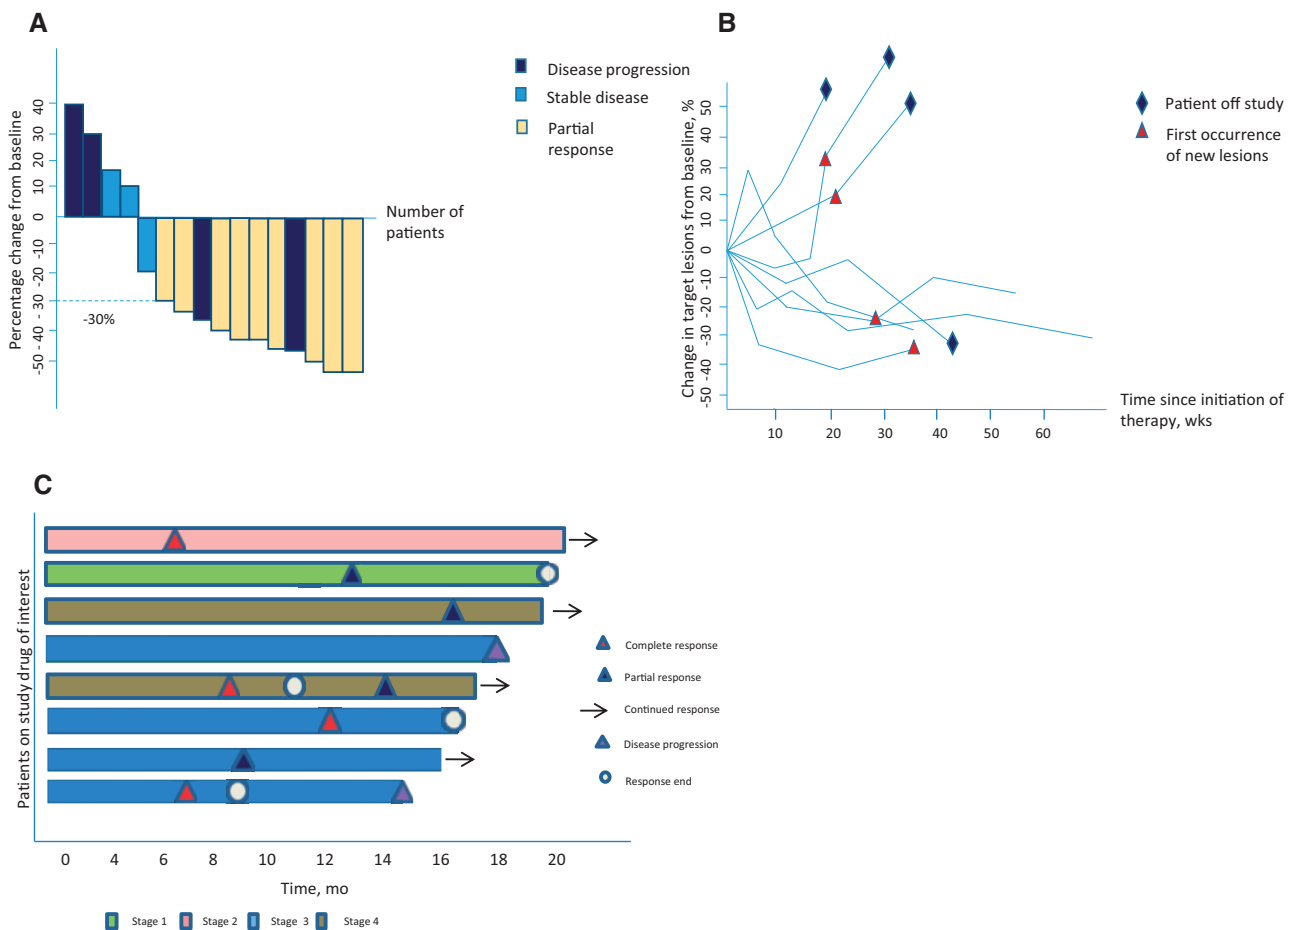 A
Percentage change from baseline
40
30
20
10
0
-10
-20
-30
-40
-50
-30%
Number of
patients
Disease progression
Stable disease
Partial
response
B
Change in target lesions from baseline, %
50
40
30
20
10
0
-10
-20
-30
-40
-50
10 20 30 40 50 60
Time since initiation of
therapy, wks
Patient off study
First occurrence
of new lesions
C
Patients on study drug of interest
Complete response
Partial response
Continued response
Disease progression
Response end
0 4 6 8 10 12 14 16 18 20
Time, mo
Stage 1 Stage 2 Stage 3 Stage 4